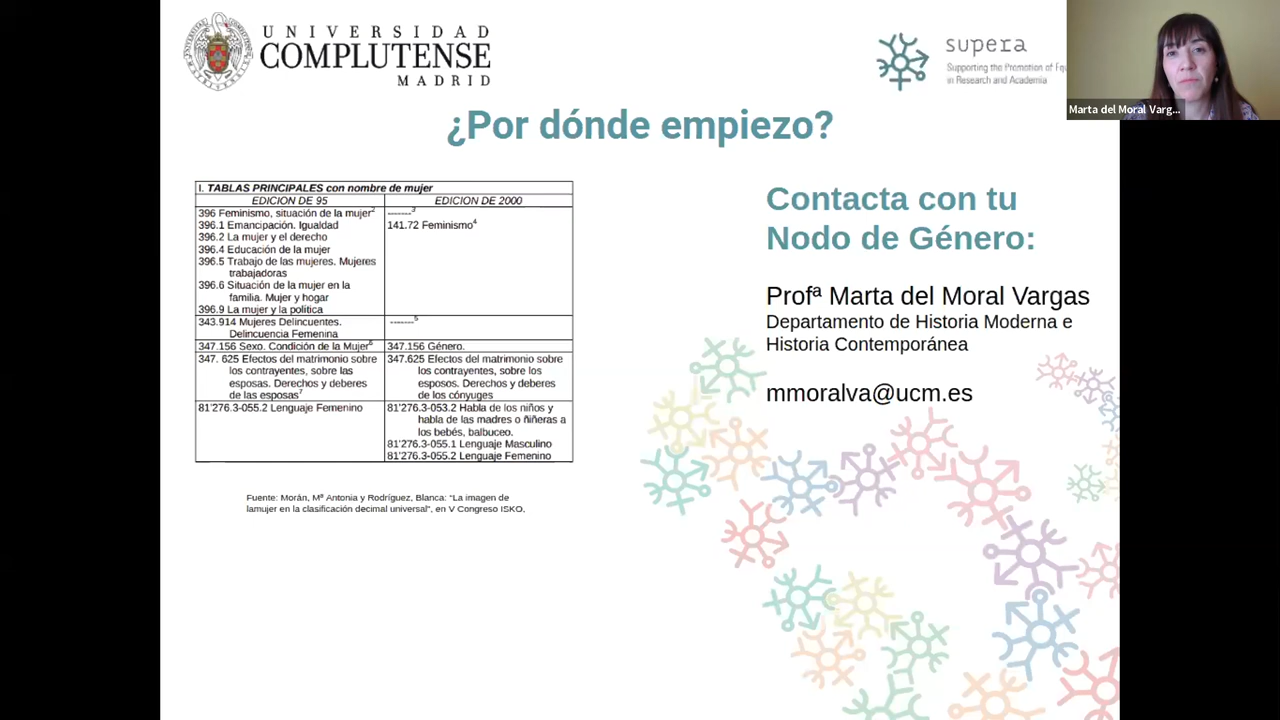 UNIVERSIDAD
COMPLUTENSE
MADRID
supera
Supporting the Promotion of Eq
in Research and Academia
Marta del Moral Varg...
¿Por dónde empiezo?
I. TABLAS PRINCIPALES con nombre de mujer
EDICION DE 95
EDICION DE 2000
396 Feminismo, situación de la mujer2
396.1 Emancipación. Igualdad
396.2 La mujer y el derecho
396.4 Educación de la mujer
396.5 Trabajo de las mujeres. Mujeres
trabajadoras
396.6 Situación de la mujer en la
familia. Mujer y hogar
396.9 La mujer y la política
-------3
141.72 Feminismo4
343.914 Mujeres Delincuentes.
Delincuencia Femenina
-------5
347.156 Sexo. Condición de la Mujer6
347.156 Género.
347. 625 Efectos del matrimonio sobre
los contrayentes, sobre las
esposas. Derechos y deberes
de las esposas7
347.625 Efectos del matrimonio sobre
los contrayentes, sobre los
esposos. Derechos y deberes
de los cónyuges
81'276.3-055.2 Lenguaje Femenino
81'276.3-053.2 Habla de los niños y
habla de las madres o niñeras a
los bebés, balbuceo.
81'276.3-055.1 Lenguaje Masculino
81'276.3-055.2 Lenguaje Femenino
Fuente: Morán, Mª Antonia y Rodríguez, Blanca: “La imagen de
lamujer en la clasificación decimal universal”, en V Congreso ISKO,
Contacta con tu
Nodo de Género:
Profª Marta del Moral Vargas
Departamento de Historia Moderna e
Historia Contemporánea
mmoralva@ucm.es